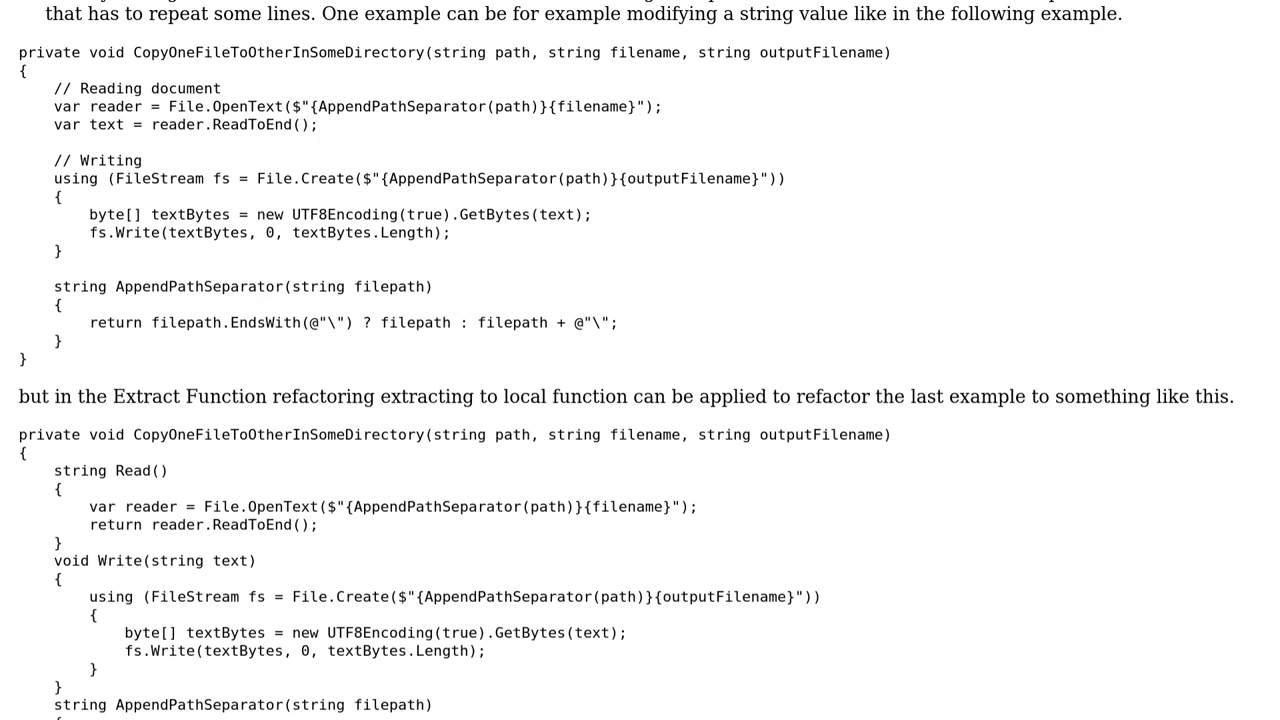 that has to repeat some lines. One example can be for example modifying a string value like in the following example.
private void CopyOneFileToOtherInSomeDirectory(string path, string filename, string outputFilename)
{
    // Reading document
    var reader = File.OpenText($"{AppendPathSeparator(path)}{filename}");
    var text = reader.ReadToEnd();

    // Writing
    using (FileStream fs = File.Create($"{AppendPathSeparator(path)}{outputFilename}"))
    {
        byte[] textBytes = new UTF8Encoding(true).GetBytes(text);
        fs.Write(textBytes, 0, textBytes.Length);
    }

    string AppendPathSeparator(string filepath)
    {
        return filepath.EndsWith(@"\") ? filepath : filepath + @"\";
    }
}
but in the Extract Function refactoring extracting to local function can be applied to refactor the last example to something like this.
private void CopyOneFileToOtherInSomeDirectory(string path, string filename, string outputFilename)
{
    string Read()
    {
        var reader = File.OpenText($"{AppendPathSeparator(path)}{filename}");
        return reader.ReadToEnd();
    }
    void Write(string text)
    {
        using (FileStream fs = File.Create($"{AppendPathSeparator(path)}{outputFilename}"))
        {
            byte[] textBytes = new UTF8Encoding(true).GetBytes(text);
            fs.Write(textBytes, 0, textBytes.Length);
        }
    }
    string AppendPathSeparator(string filepath)